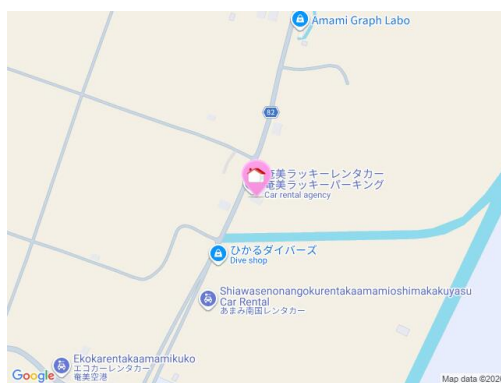 Amami Graph Labo
82
奄美ラッキーレンタカー
奄美ラッキーパーキング
Car rental agency
ひかるダイバーズ
Dive shop
Shiawasenonangokurentakaamamioshimakakuyasu
Car Rental
あまみ南国レンタカー
Ekokarentakaamamikuko
エコカーレンタカー
奄美空港
Google
Map data ©202